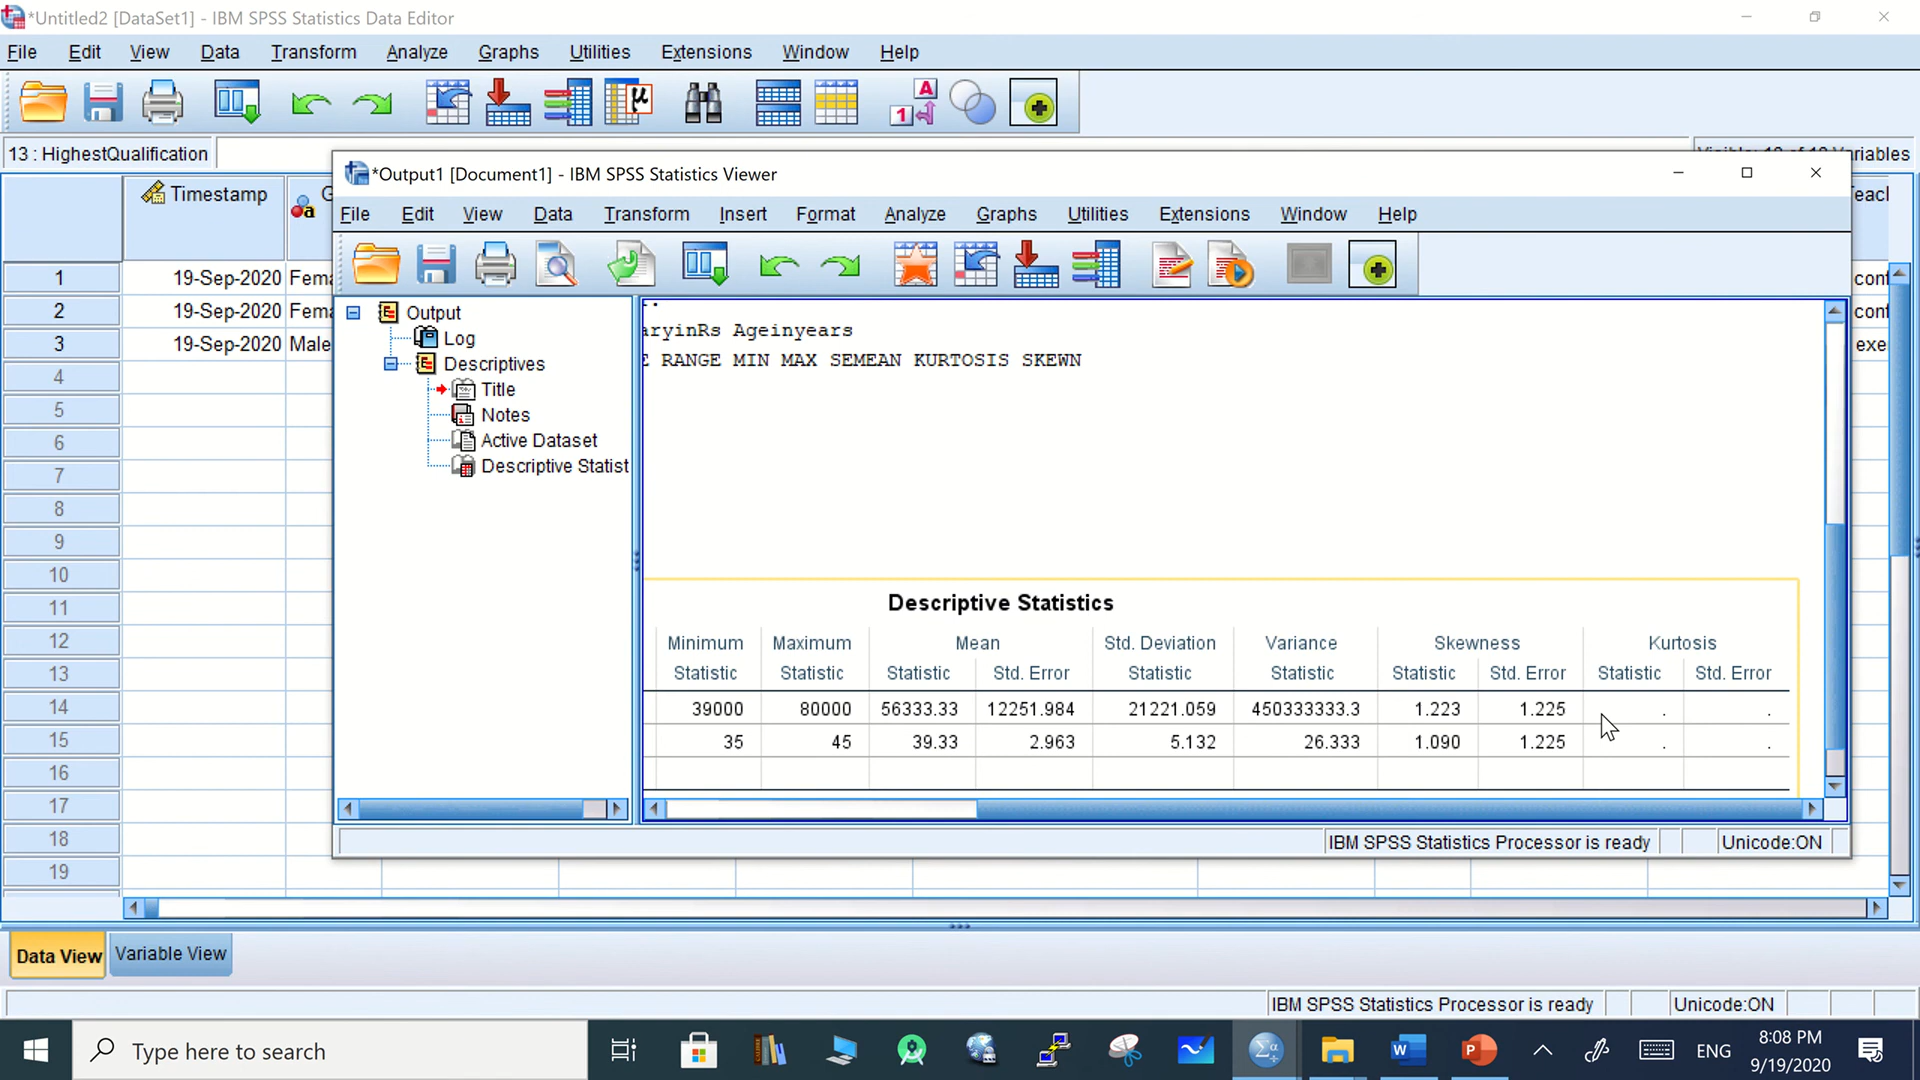 *Untitled2 [DataSet1] - IBM SPSS Statistics Data Editor
File Edit View Data Transform Analyze Graphs Utilities Extensions Window Help
13 : HighestQualification
Timestamp
1 19-Sep-2020 Fema
2 19-Sep-2020 Fema
3 19-Sep-2020 Male
4
5
6
7
8
9
10
11
12
13
14
15
16
17
18
19
*Output1 [Document1] - IBM SPSS Statistics Viewer
File Edit View Data Transform Insert Format Analyze Graphs Utilities Extensions Window Help
Output
Log
Descriptives
Title
Notes
Active Dataset
Descriptive Statist
aryinRs Ageinyears
E RANGE MIN MAX SEMEAN KURTOSIS SKEWN
Descriptive Statistics
Minimum Maximum Mean Std. Deviation Variance Skewness Kurtosis
Statistic Statistic Statistic Std. Error Statistic Statistic Statistic Std. Error Statistic Std. Error
39000 80000 56333.33 12251.984 21221.059 450333333.3 1.223 1.225 . .
35 45 39.33 2.963 5.132 26.333 1.090 1.225 . .
IBM SPSS Statistics Processor is ready Unicode:ON
Data View Variable View
IBM SPSS Statistics Processor is ready Unicode:ON
Type here to search
ENG
8:08 PM
9/19/2020